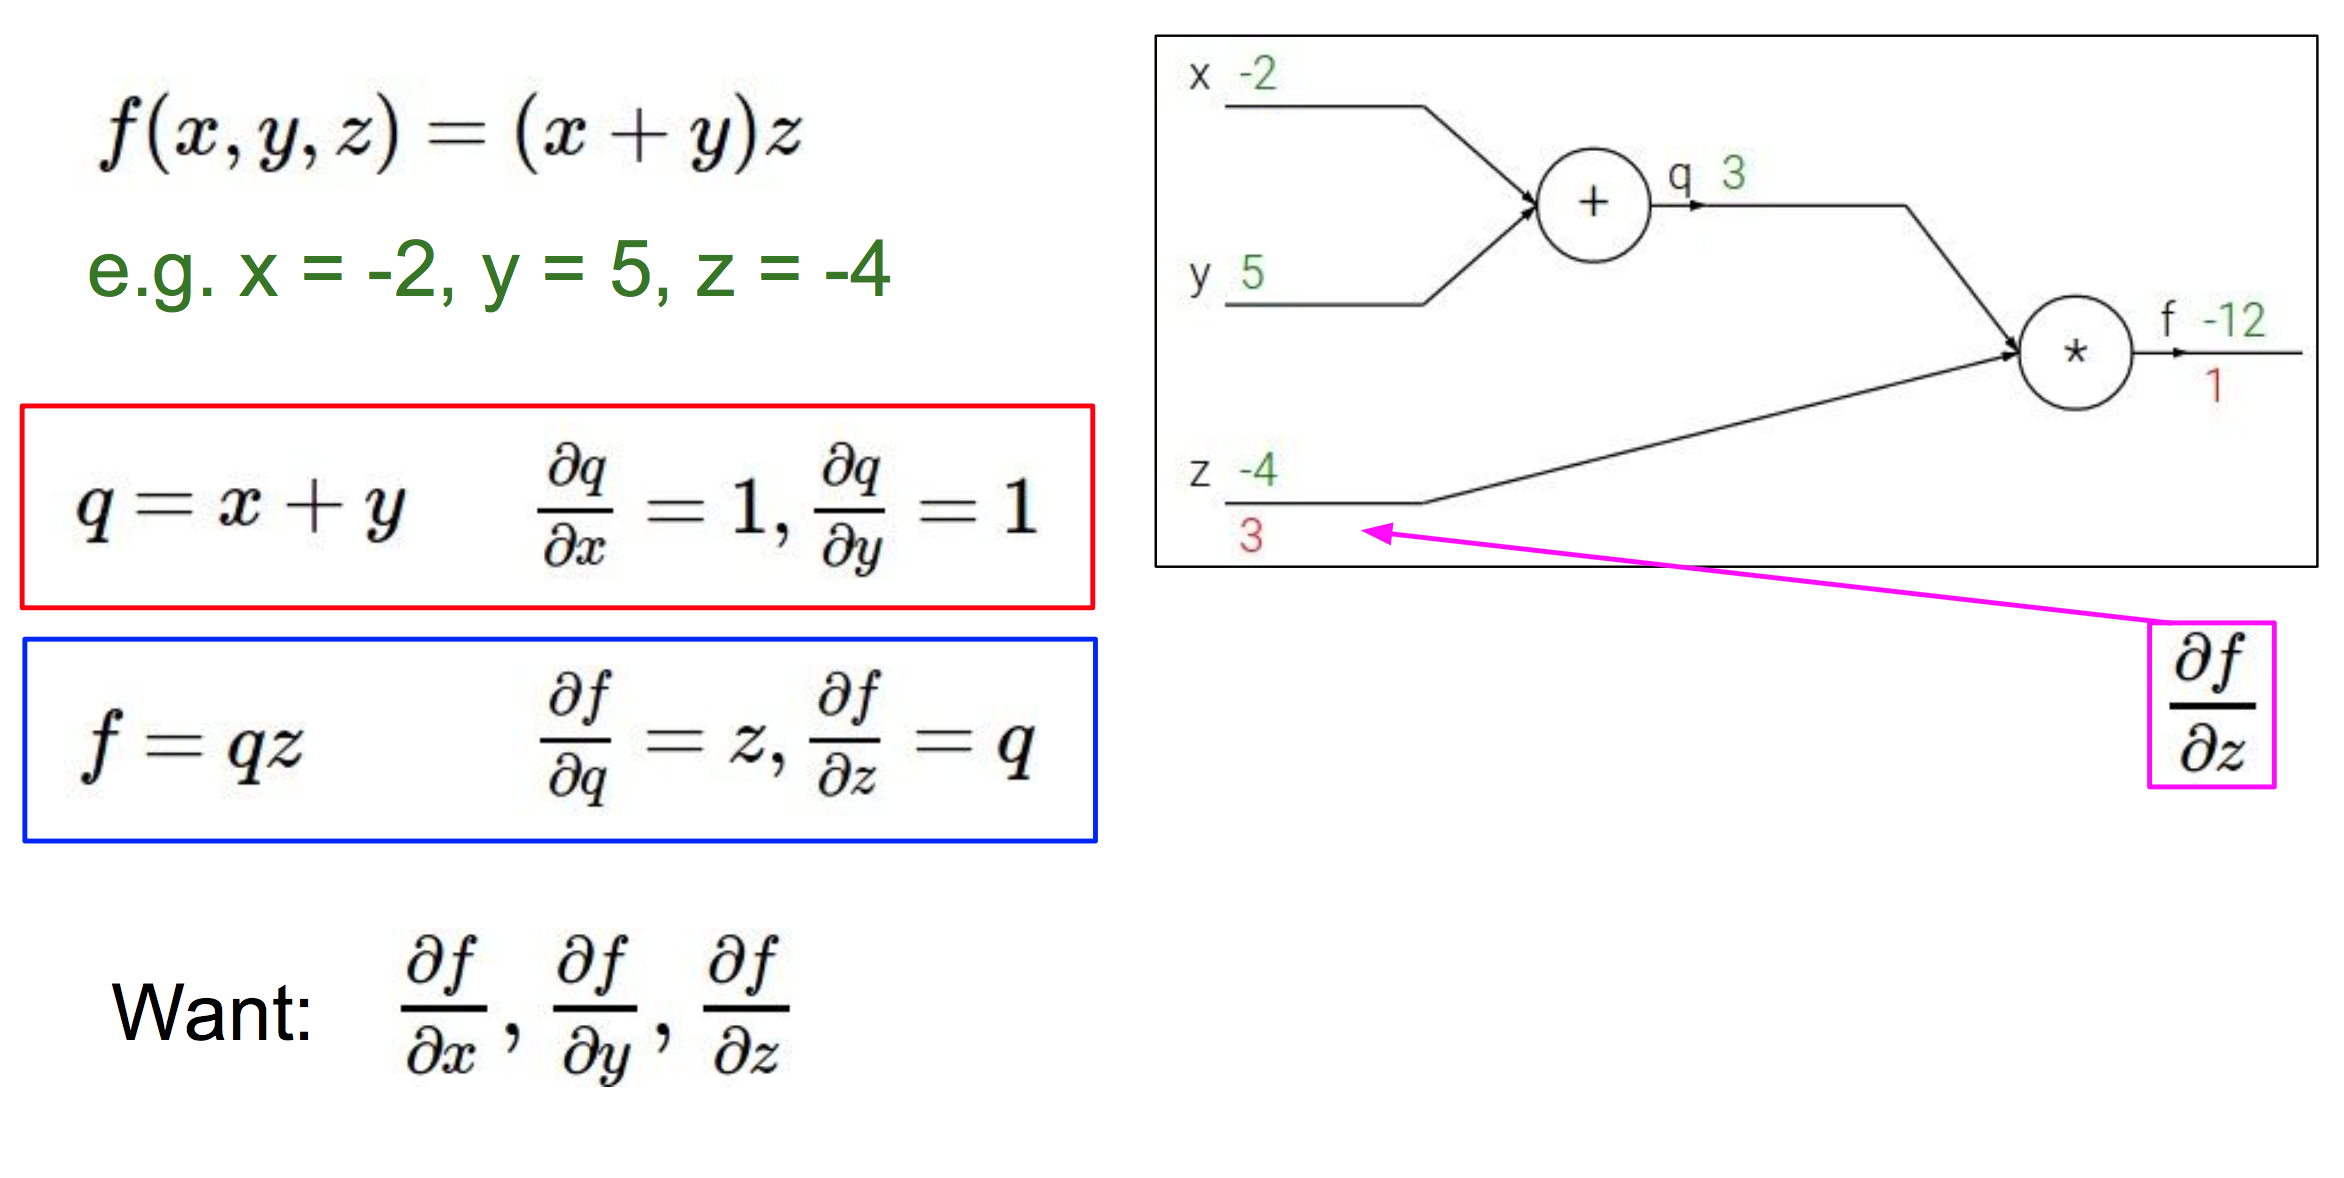 f(x, y, z) = (x + y)z
e.g. x = -2, y = 5, z = -4
q = x + y    ∂q/∂x = 1, ∂q/∂y = 1
f = qz    ∂f/∂q = z, ∂f/∂z = q
Want: ∂f/∂x, ∂f/∂y, ∂f/∂z
x -2
+
q 3
y 5
*
f -12
1
z -4
3
∂f/∂z